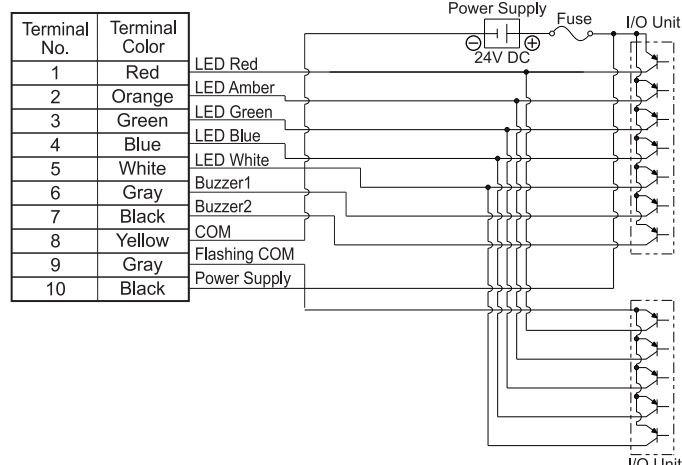 Power Supply
Fuse
I/O Unit
24V DC
Terminal No. Terminal Color
1 Red LED Red
2 Orange LED Amber
3 Green LED Green
4 Blue LED Blue
5 White LED White
6 Gray Buzzer1
7 Black Buzzer2
8 Yellow COM
9 Gray Flashing COM
10 Black Power Supply
I/O Unit